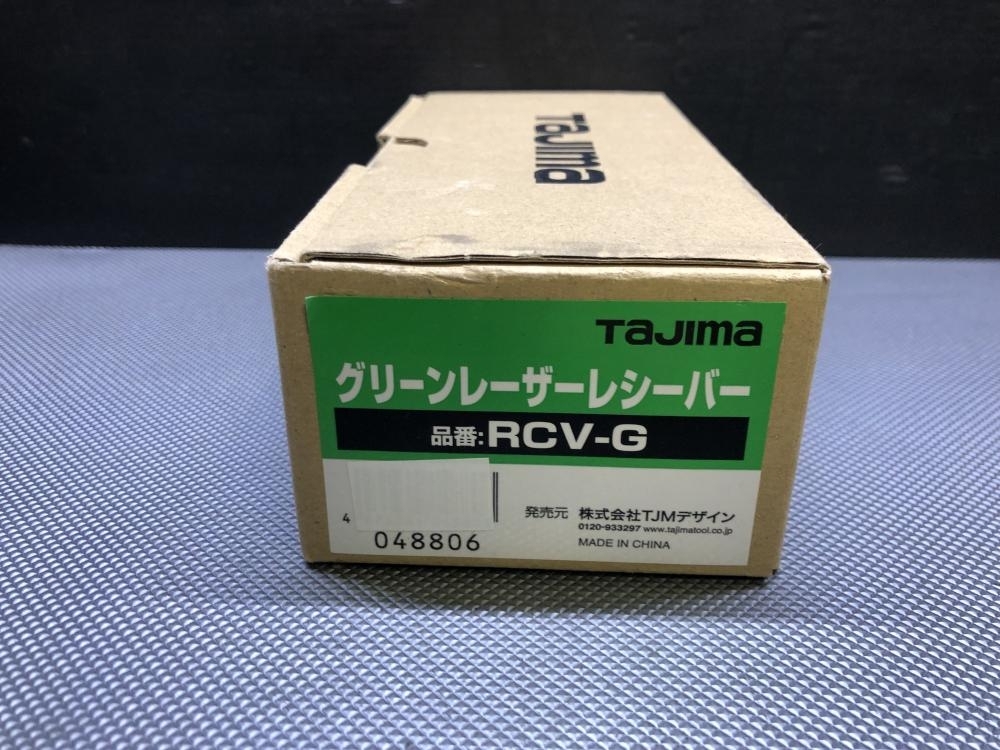 Tajima
Tajima
グリーンレーザーレシーバー
品番:RCV-G
4
048806
発売元 株式会社TJMデザイン
0120-933297 www.tajimatool.co.jp
MADE IN CHINA